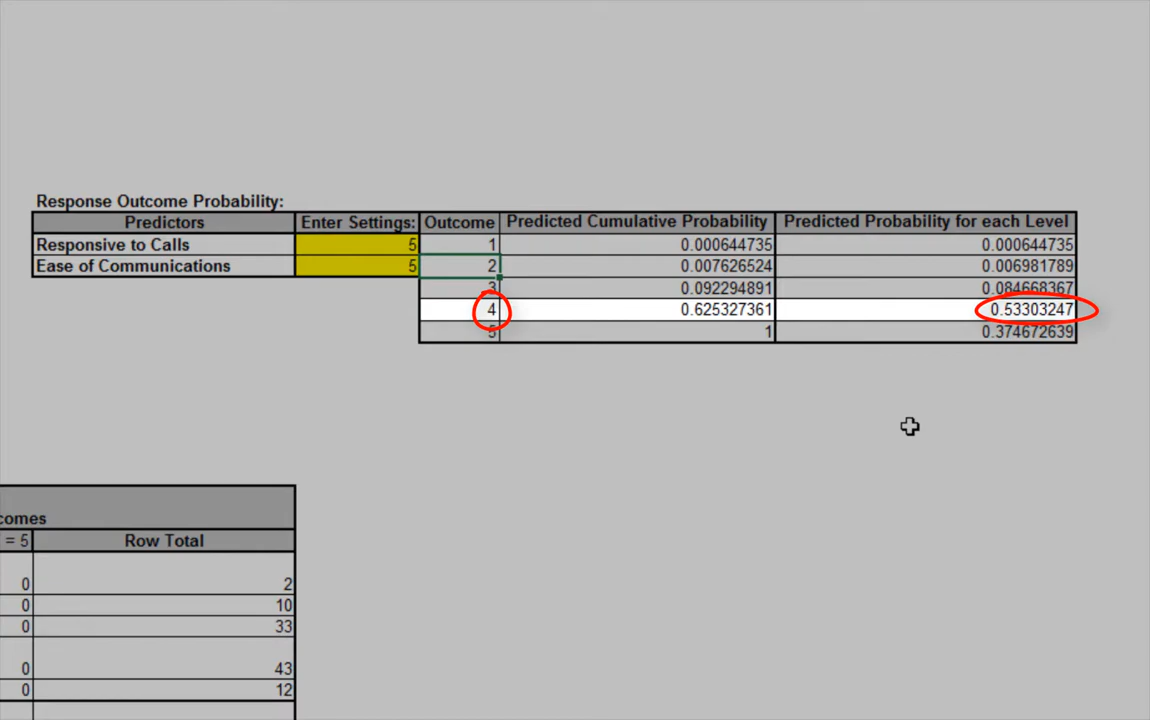 Response Outcome Probability:
Predictors Enter Settings: Outcome Predicted Cumulative Probability Predicted Probability for each Level
Responsive to Calls 5 1 0.000644735 0.000644735
Ease of Communications 5 2 0.007626524 0.006981789
3 0.092294891 0.084668367
4 0.625327361 0.53303247
5 1 0.374672639
comes
= 5 Row Total
0 2
0 10
0 33
0 43
0 12